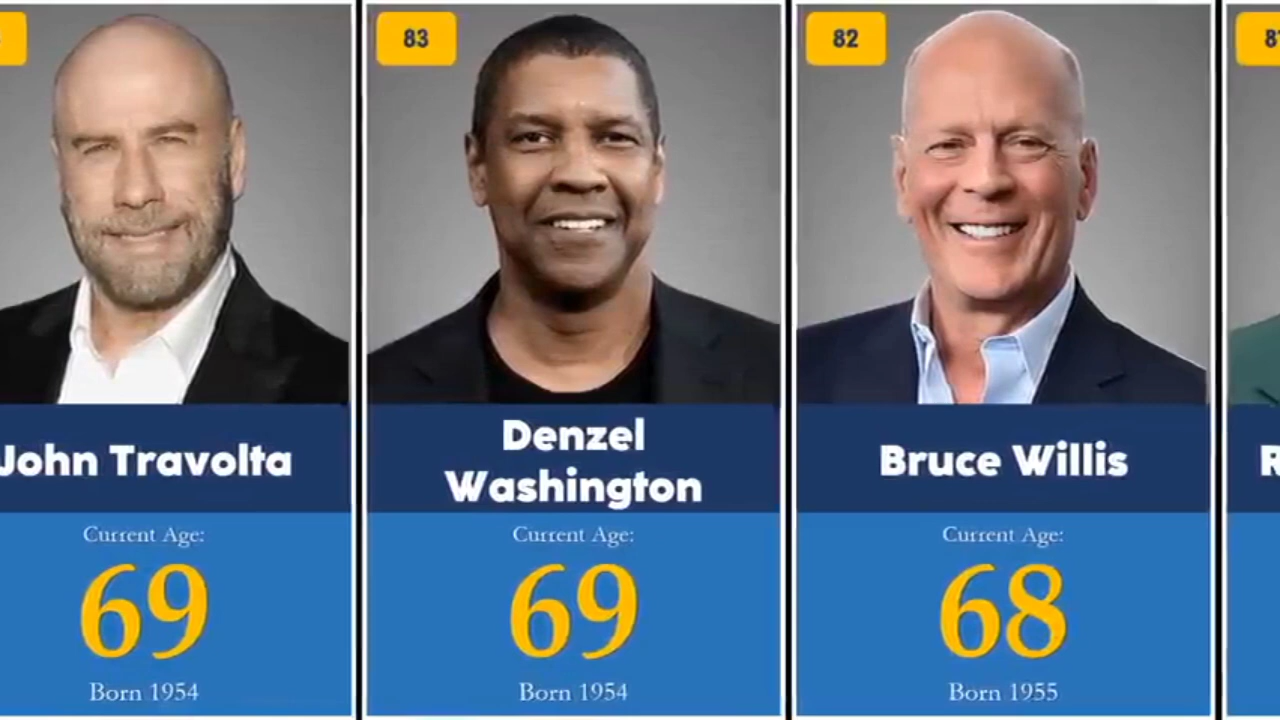 83
82
John Travolta
Denzel
Washington
Bruce Willis
R
Current Age:
Current Age:
Current Age:
69
69
68
Born 1954
Born 1954
Born 1955